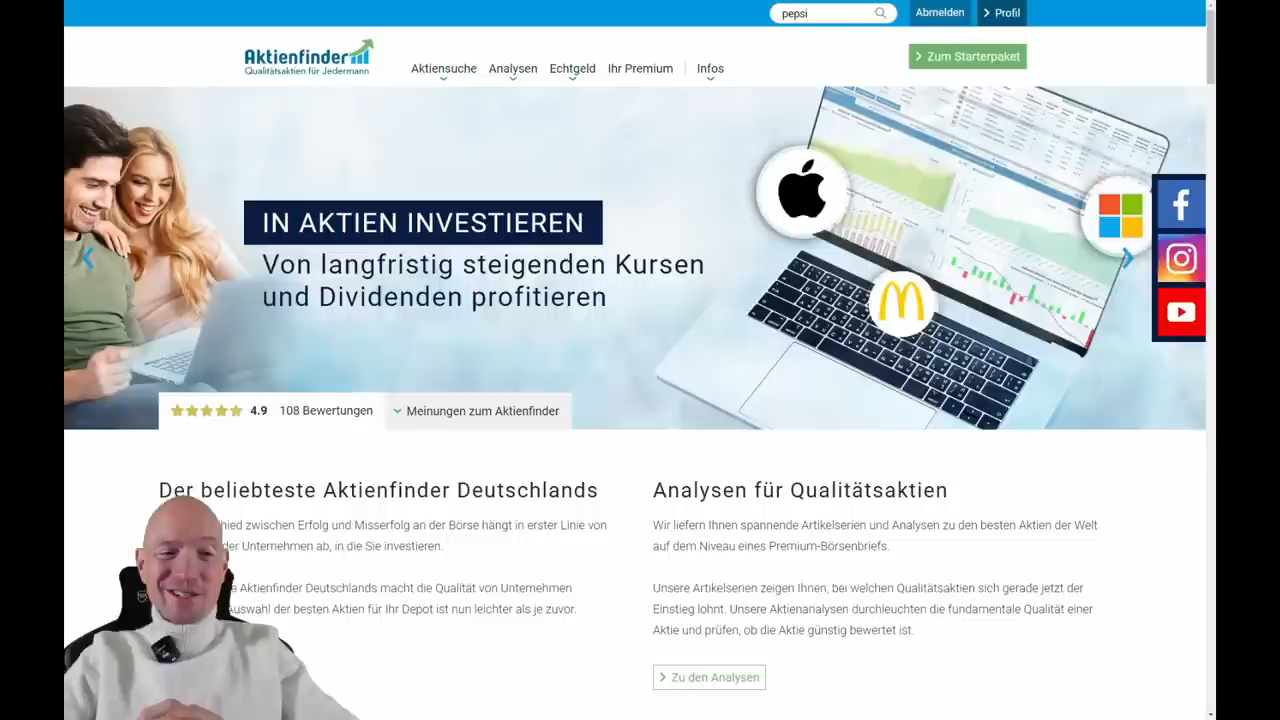 pepsi
Abmelden
Profil
Aktienfinder
Qualitätsaktien für Jedermann
Aktiensuche
Analysen
Echtgeld
Ihr Premium
Infos
Zum Starterpaket
IN AKTIEN INVESTIEREN
Von langfristig steigenden Kursen
und Dividenden profitieren
4.9 108 Bewertungen
Meinungen zum Aktienfinder
Der beliebteste Aktienfinder Deutschlands
zwischen Erfolg und Misserfolg an der Börse hängt in erster Linie von
der Unternehmen ab, in die Sie investieren.
Aktienfinder Deutschlands macht die Qualität von Unternehmen
Auswahl der besten Aktien für Ihr Depot ist nun leichter als je zuvor.
Analysen für Qualitätsaktien
Wir liefern Ihnen spannende Artikelserien und Analysen zu den besten Aktien der Welt
auf dem Niveau eines Premium-Börsenbriefs.
Unsere Artikelserien zeigen Ihnen, bei welchen Qualitätsaktien sich gerade jetzt der
Einstieg lohnt. Unsere Aktienanalysen durchleuchten die fundamentale Qualität einer
Aktie und prüfen, ob die Aktie günstig bewertet ist.
Zu den Analysen